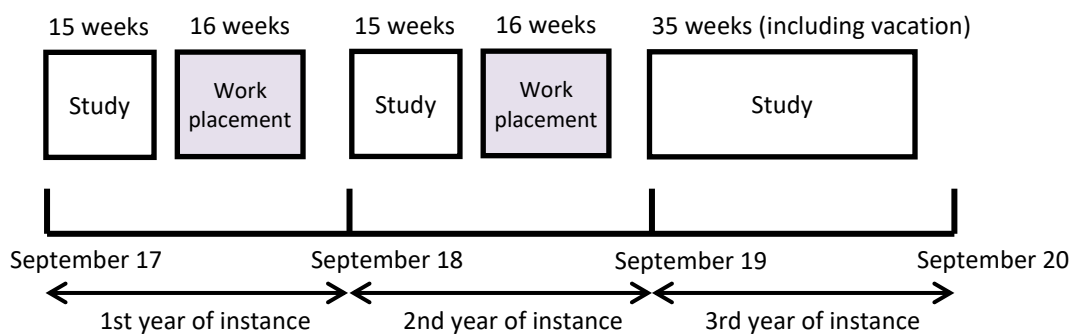 15 weeks 16 weeks 15 weeks 16 weeks 35 weeks (including vacation)
Study
Work
placement
Study
Work
placement
Study
September 17 September 18 September 19 September 20
1st year of instance 2nd year of instance 3rd year of instance